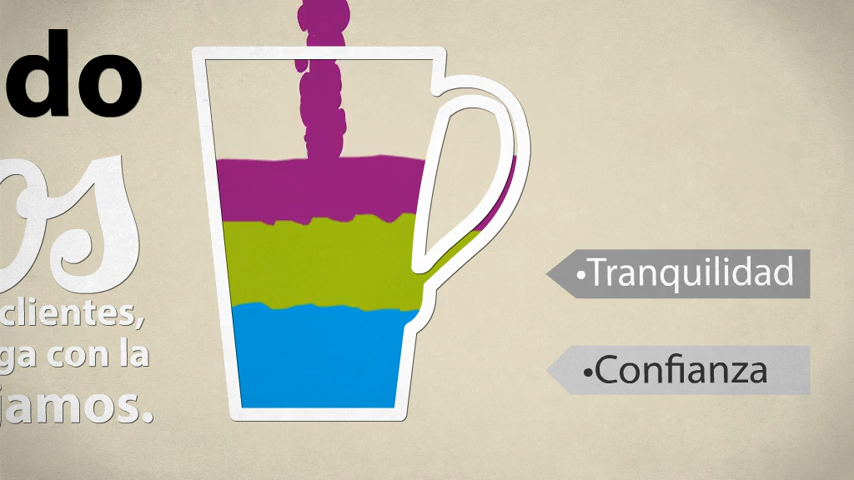 do
os
clientes,
ga con la
jamos.
•Tranquilidad
•Confianza